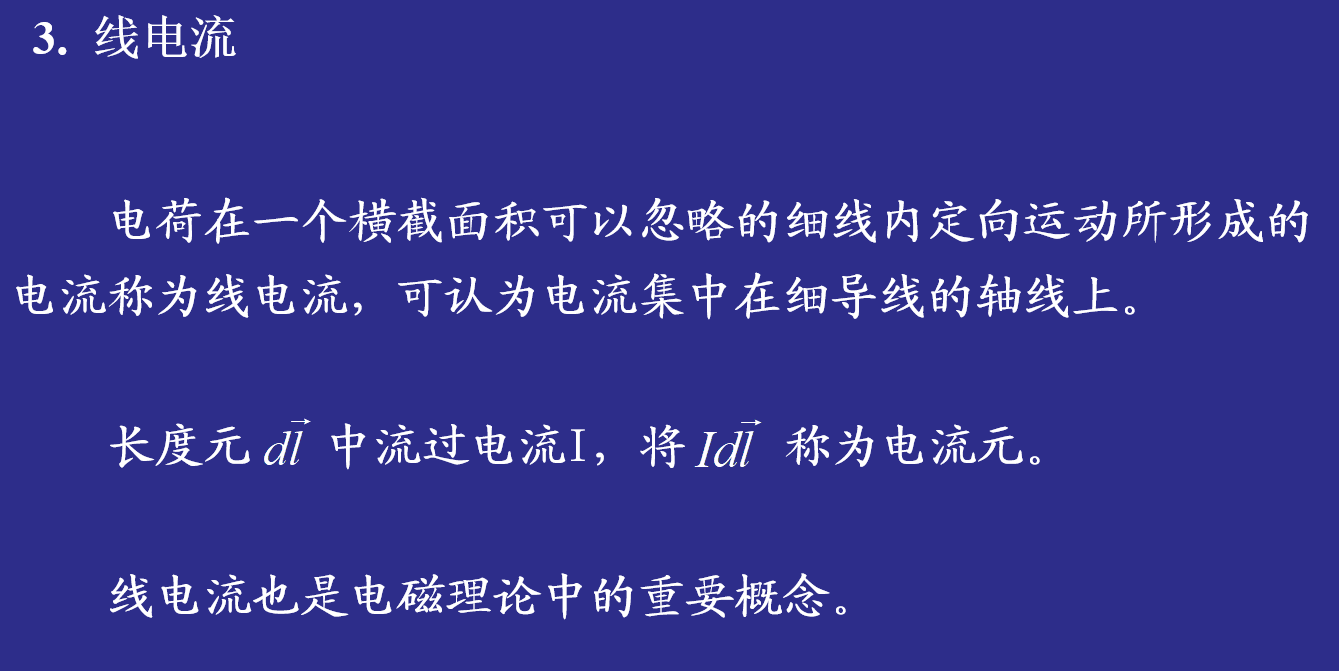 3. 线电流
电荷在一个横截面积可以忽略的细线内定向运动所形成的
电流称为线电流，可认为电流集中在细导线的轴线上。
长度元 $d\vec{l}$ 中流过电流I，将 $Id\vec{l}$ 称为电流元。
线电流也是电磁理论中的重要概念。